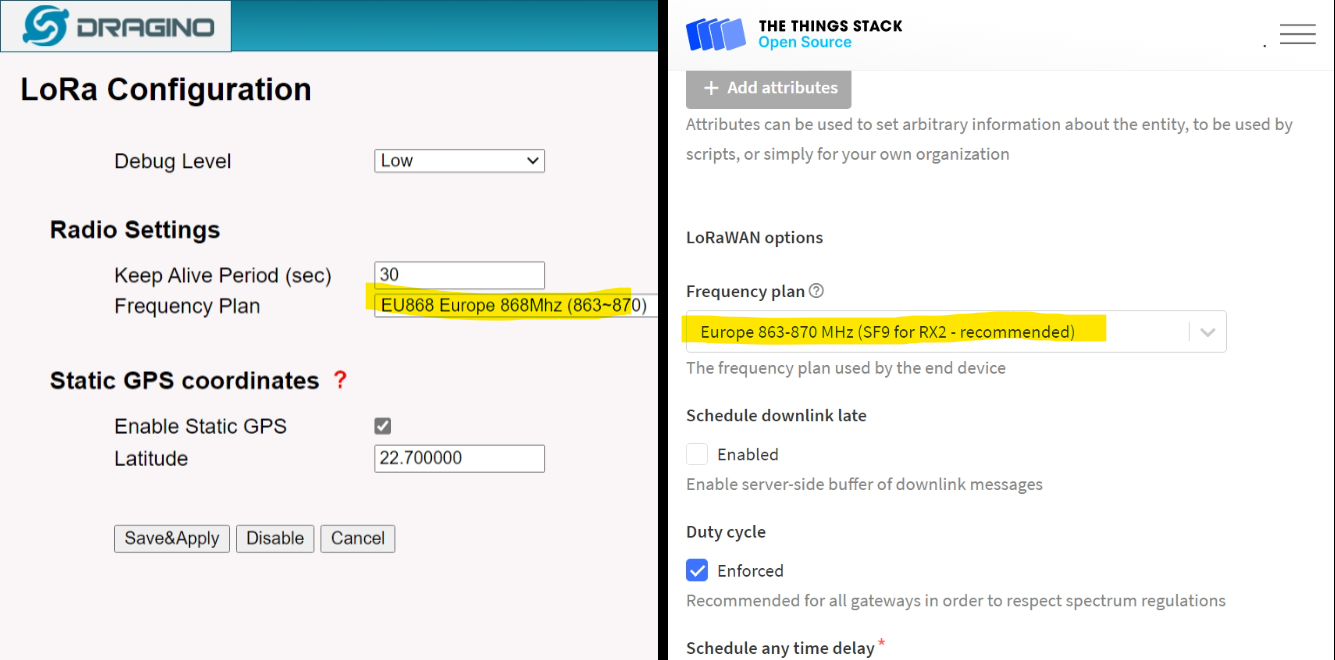 DRAGINO
LoRa Configuration
Debug Level Low
Radio Settings
Keep Alive Period (sec) 30
Frequency Plan EU868 Europe 868Mhz (863~870)
Static GPS coordinates ?
Enable Static GPS
Latitude 22.700000
Save&Apply Disable Cancel
THE THINGS STACK
Open Source
+ Add attributes
Attributes can be used to set arbitrary information about the entity, to be used by
scripts, or simply for your own organization
LoRaWAN options
Frequency plan ?
Europe 863-870 MHz (SF9 for RX2 - recommended)
The frequency plan used by the end device
Schedule downlink late
Enabled
Enable server-side buffer of downlink messages
Duty cycle
Enforced
Recommended for all gateways in order to respect spectrum regulations
Schedule any time delay *